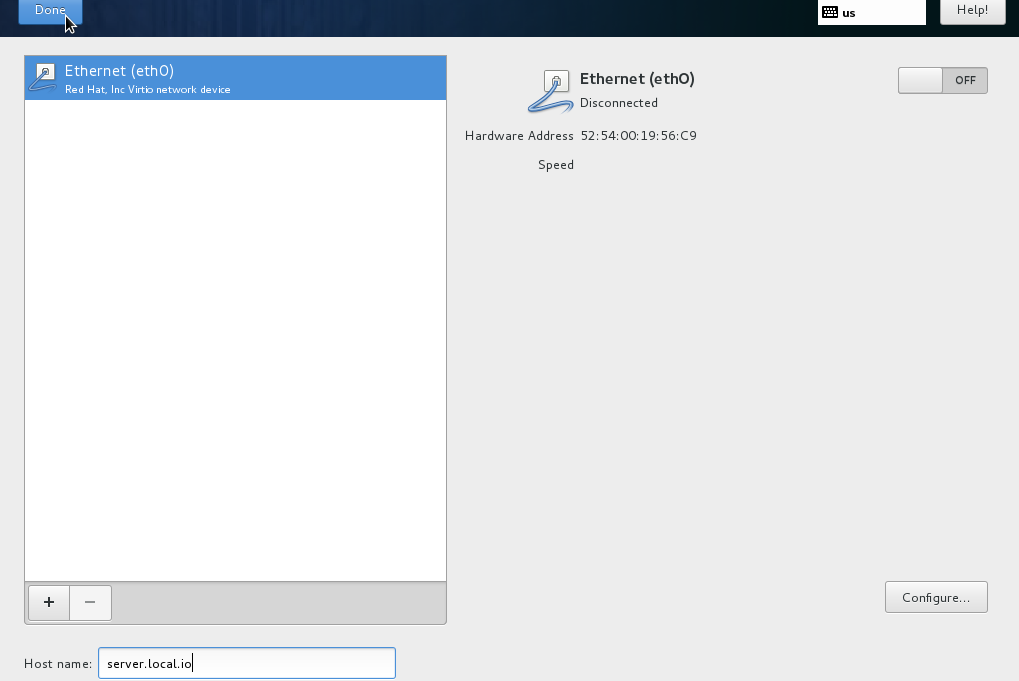 Done
us
Help!
Ethernet (eth0)
Red Hat, Inc Virtio network device
Ethernet (eth0)
Disconnected
OFF
Hardware Address 52:54:00:19:56:C9
Speed
+ −
Configure...
Host name: server.local.io